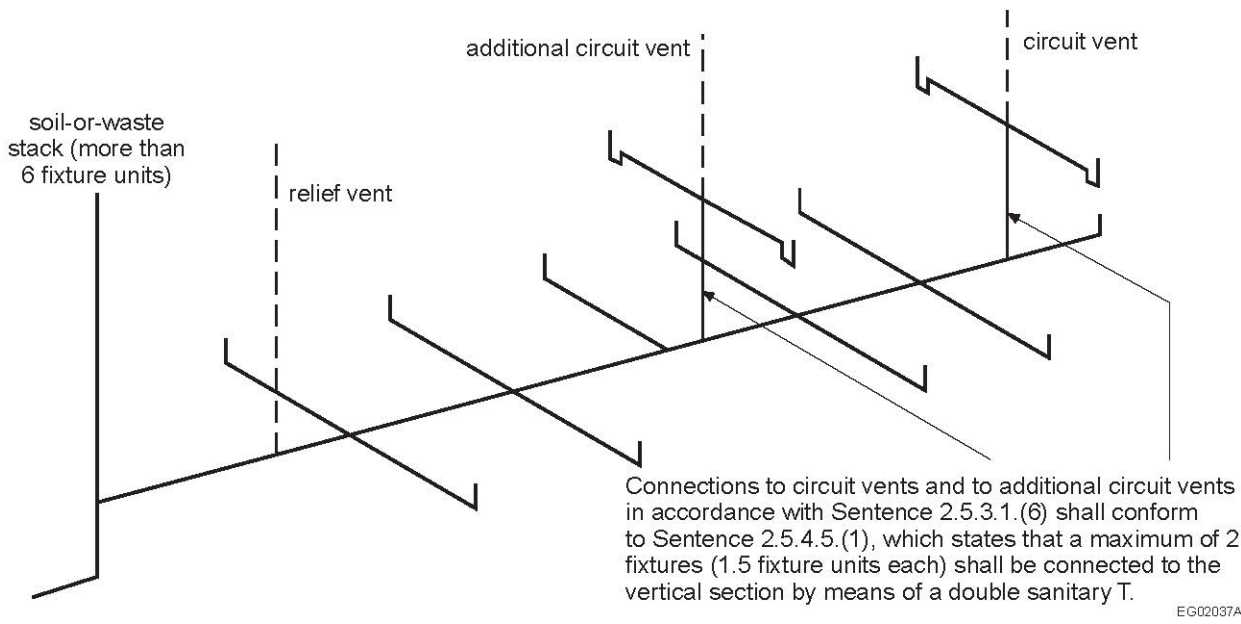 additional circuit vent
circuit vent
soil-or-waste
stack (more than
6 fixture units)
relief vent
Connections to circuit vents and to additional circuit vents
in accordance with Sentence 2.5.3.1.(6) shall conform
to Sentence 2.5.4.5.(1), which states that a maximum of 2
fixtures (1.5 fixture units each) shall be connected to the
vertical section by means of a double sanitary T.
EG02037A